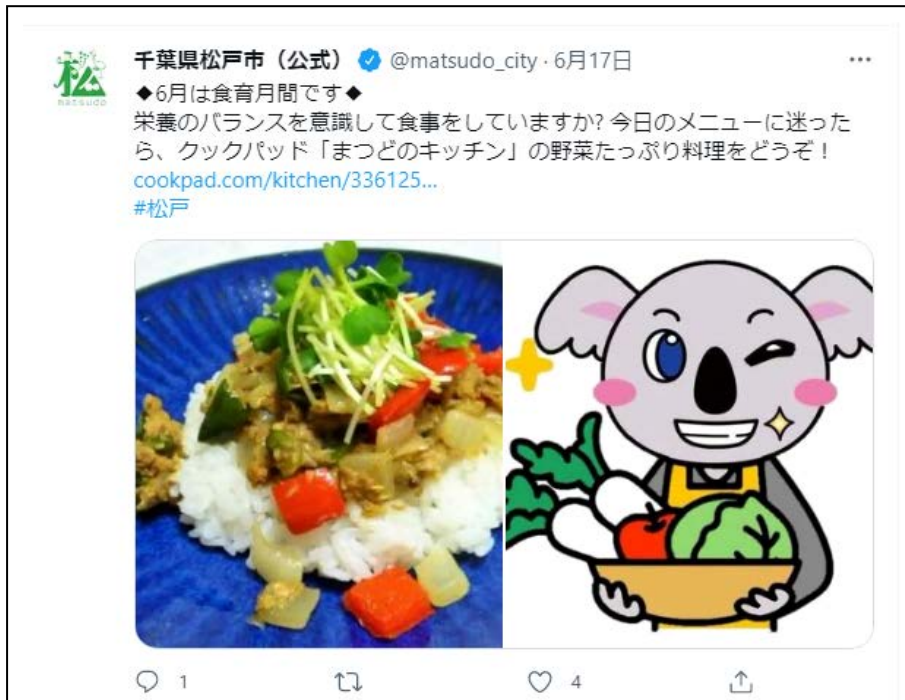 千葉県松戸市（公式） @matsudo_city · 6月17日
松
matsudo
◆6月は食育月間です◆
栄養のバランスを意識して食事をしていますか? 今日のメニューに迷った
ら、クックパッド「まつどのキッチン」の野菜たっぷり料理をどうぞ！
cookpad.com/kitchen/336125...
#松戸
1
4